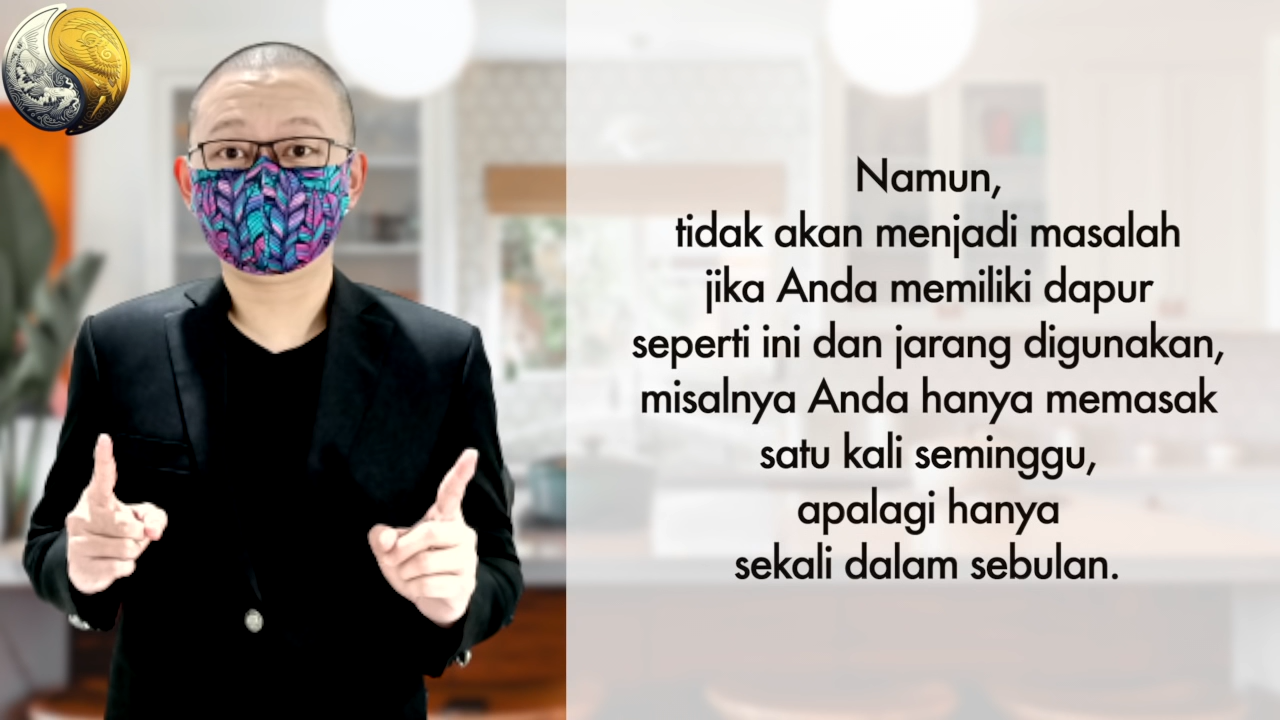 Namun,
tidak akan menjadi masalah
jika Anda memiliki dapur
seperti ini dan jarang digunakan,
misalnya Anda hanya memasak
satu kali seminggu,
apalagi hanya
sekali dalam sebulan.